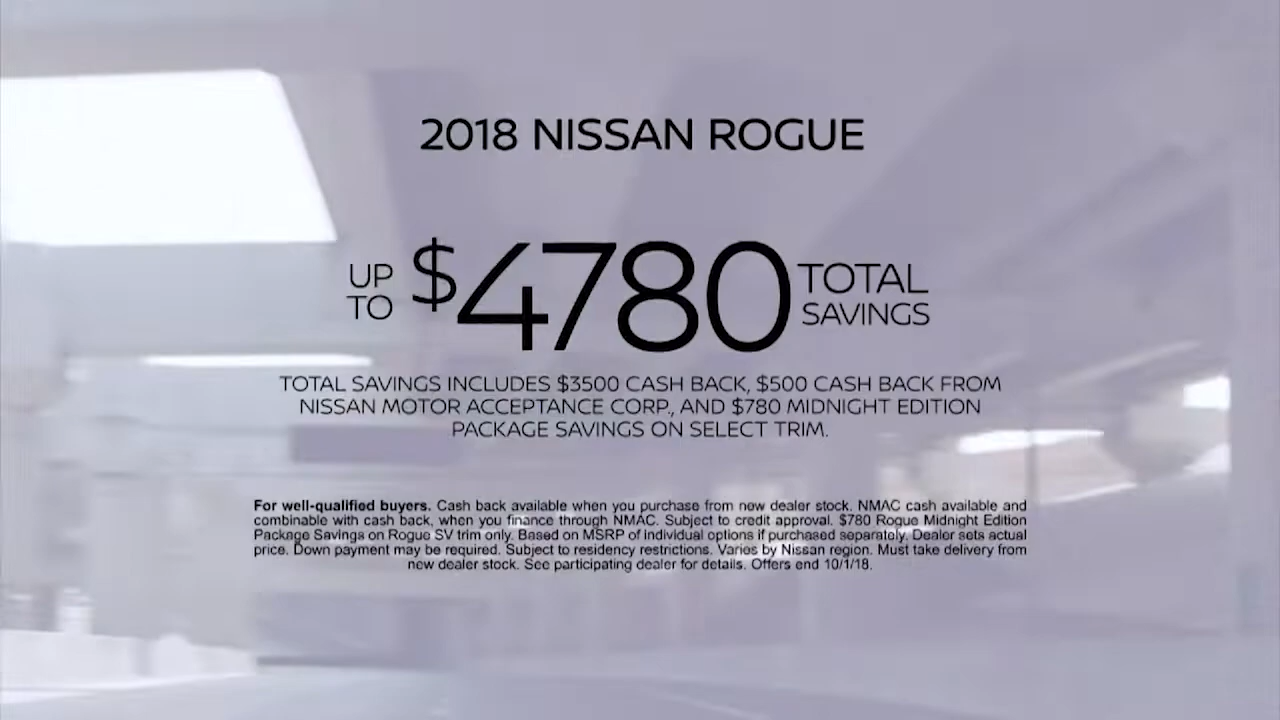 2018 NISSAN ROGUE
UP TO $4780 TOTAL SAVINGS
TOTAL SAVINGS INCLUDES $3500 CASH BACK, $500 CASH BACK FROM
NISSAN MOTOR ACCEPTANCE CORP., AND $780 MIDNIGHT EDITION
PACKAGE SAVINGS ON SELECT TRIM.
For well-qualified buyers. Cash back available when you purchase from new dealer stock. NMAC cash available and
combinable with cash back, when you finance through NMAC. Subject to credit approval. $780 Rogue Midnight Edition
Package Savings on Rogue SV trim only. Based on MSRP of individual options if purchased separately. Dealer sets actual
price. Down payment may be required. Subject to residency restrictions. Varies by Nissan region. Must take delivery from
new dealer stock. See participating dealer for details. Offers end 10/1/18.